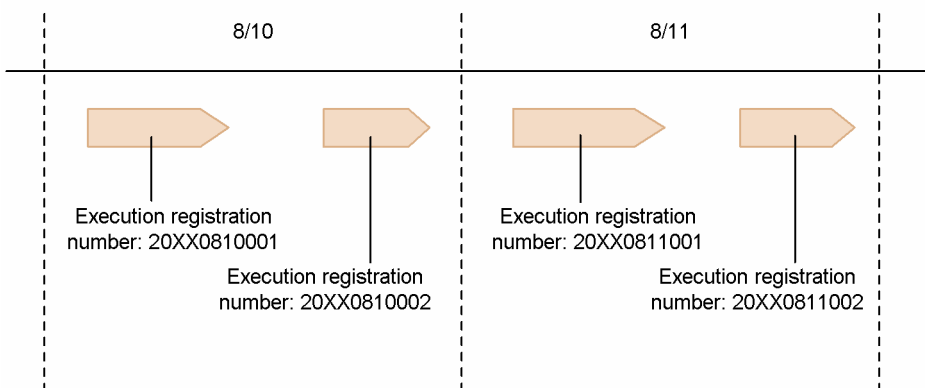 8/10
8/11
Execution registration
number: 20XX0810001
Execution registration
number: 20XX0810002
Execution registration
number: 20XX0811001
Execution registration
number: 20XX0811002